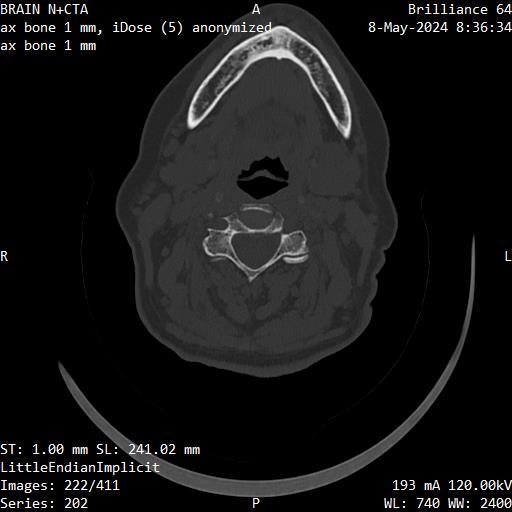 BRAIN N+CTA
A
Brilliance 64
ax bone 1 mm, iDose (5) anonymized
8-May-2024 8:36:34
ax bone 1 mm
R
L
ST: 1.00 mm SL: 241.02 mm
LittleEndianImplicit
Images: 222/411
193 mA 120.00kV
Series: 202
P
WL: 740 WW: 2400